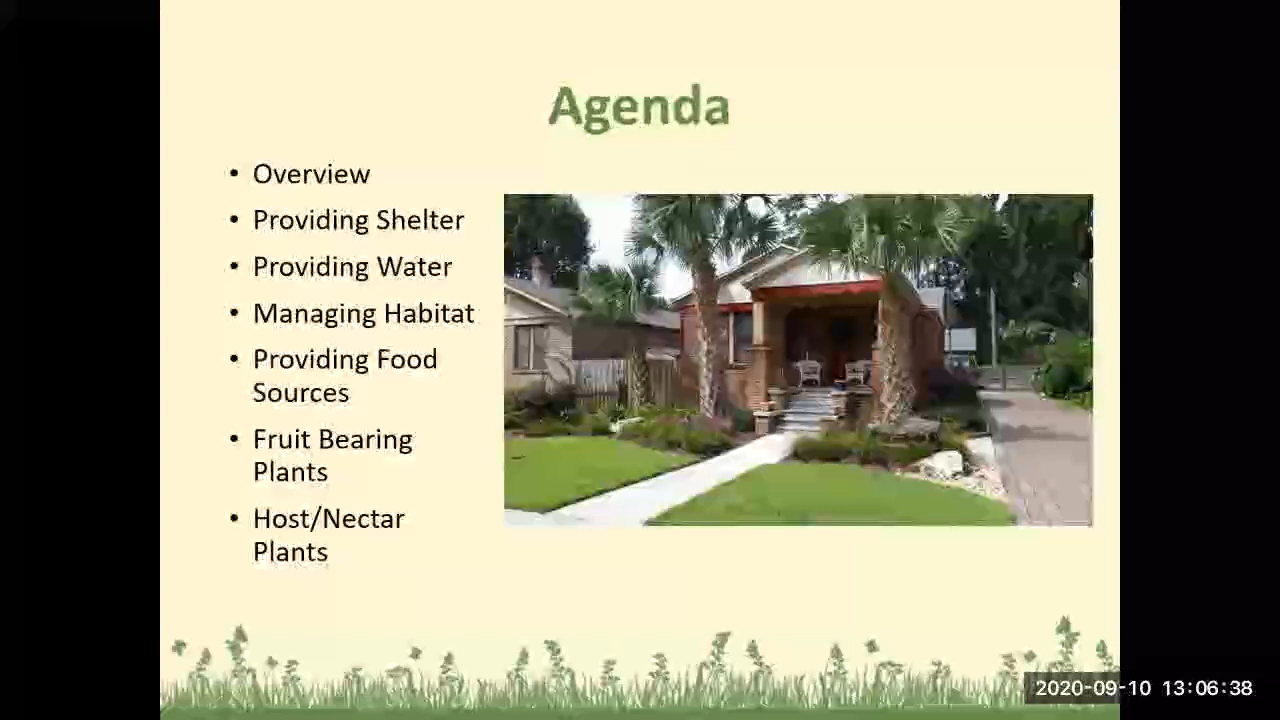 Agenda
• Overview
• Providing Shelter
• Providing Water
• Managing Habitat
• Providing Food
Sources
• Fruit Bearing
Plants
• Host/Nectar
Plants
2020-09-10 13:06:38